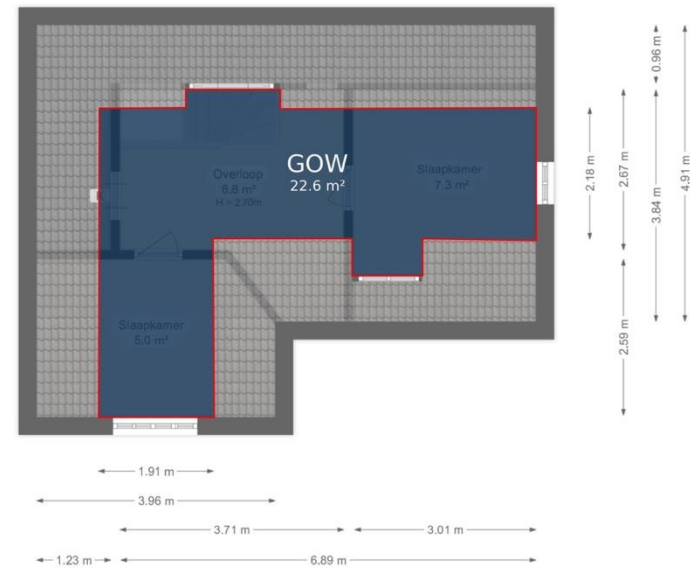 GOW
22.6 m²
Overloop
8.8 m²
H = 2.70m
Slaapkamer
7.3 m²
Slaapkamer
5.0 m²
0.96 m
2.18 m
2.67 m
3.84 m
4.91 m
2.59 m
1.91 m
3.96 m
3.71 m
3.01 m
1.23 m
6.89 m